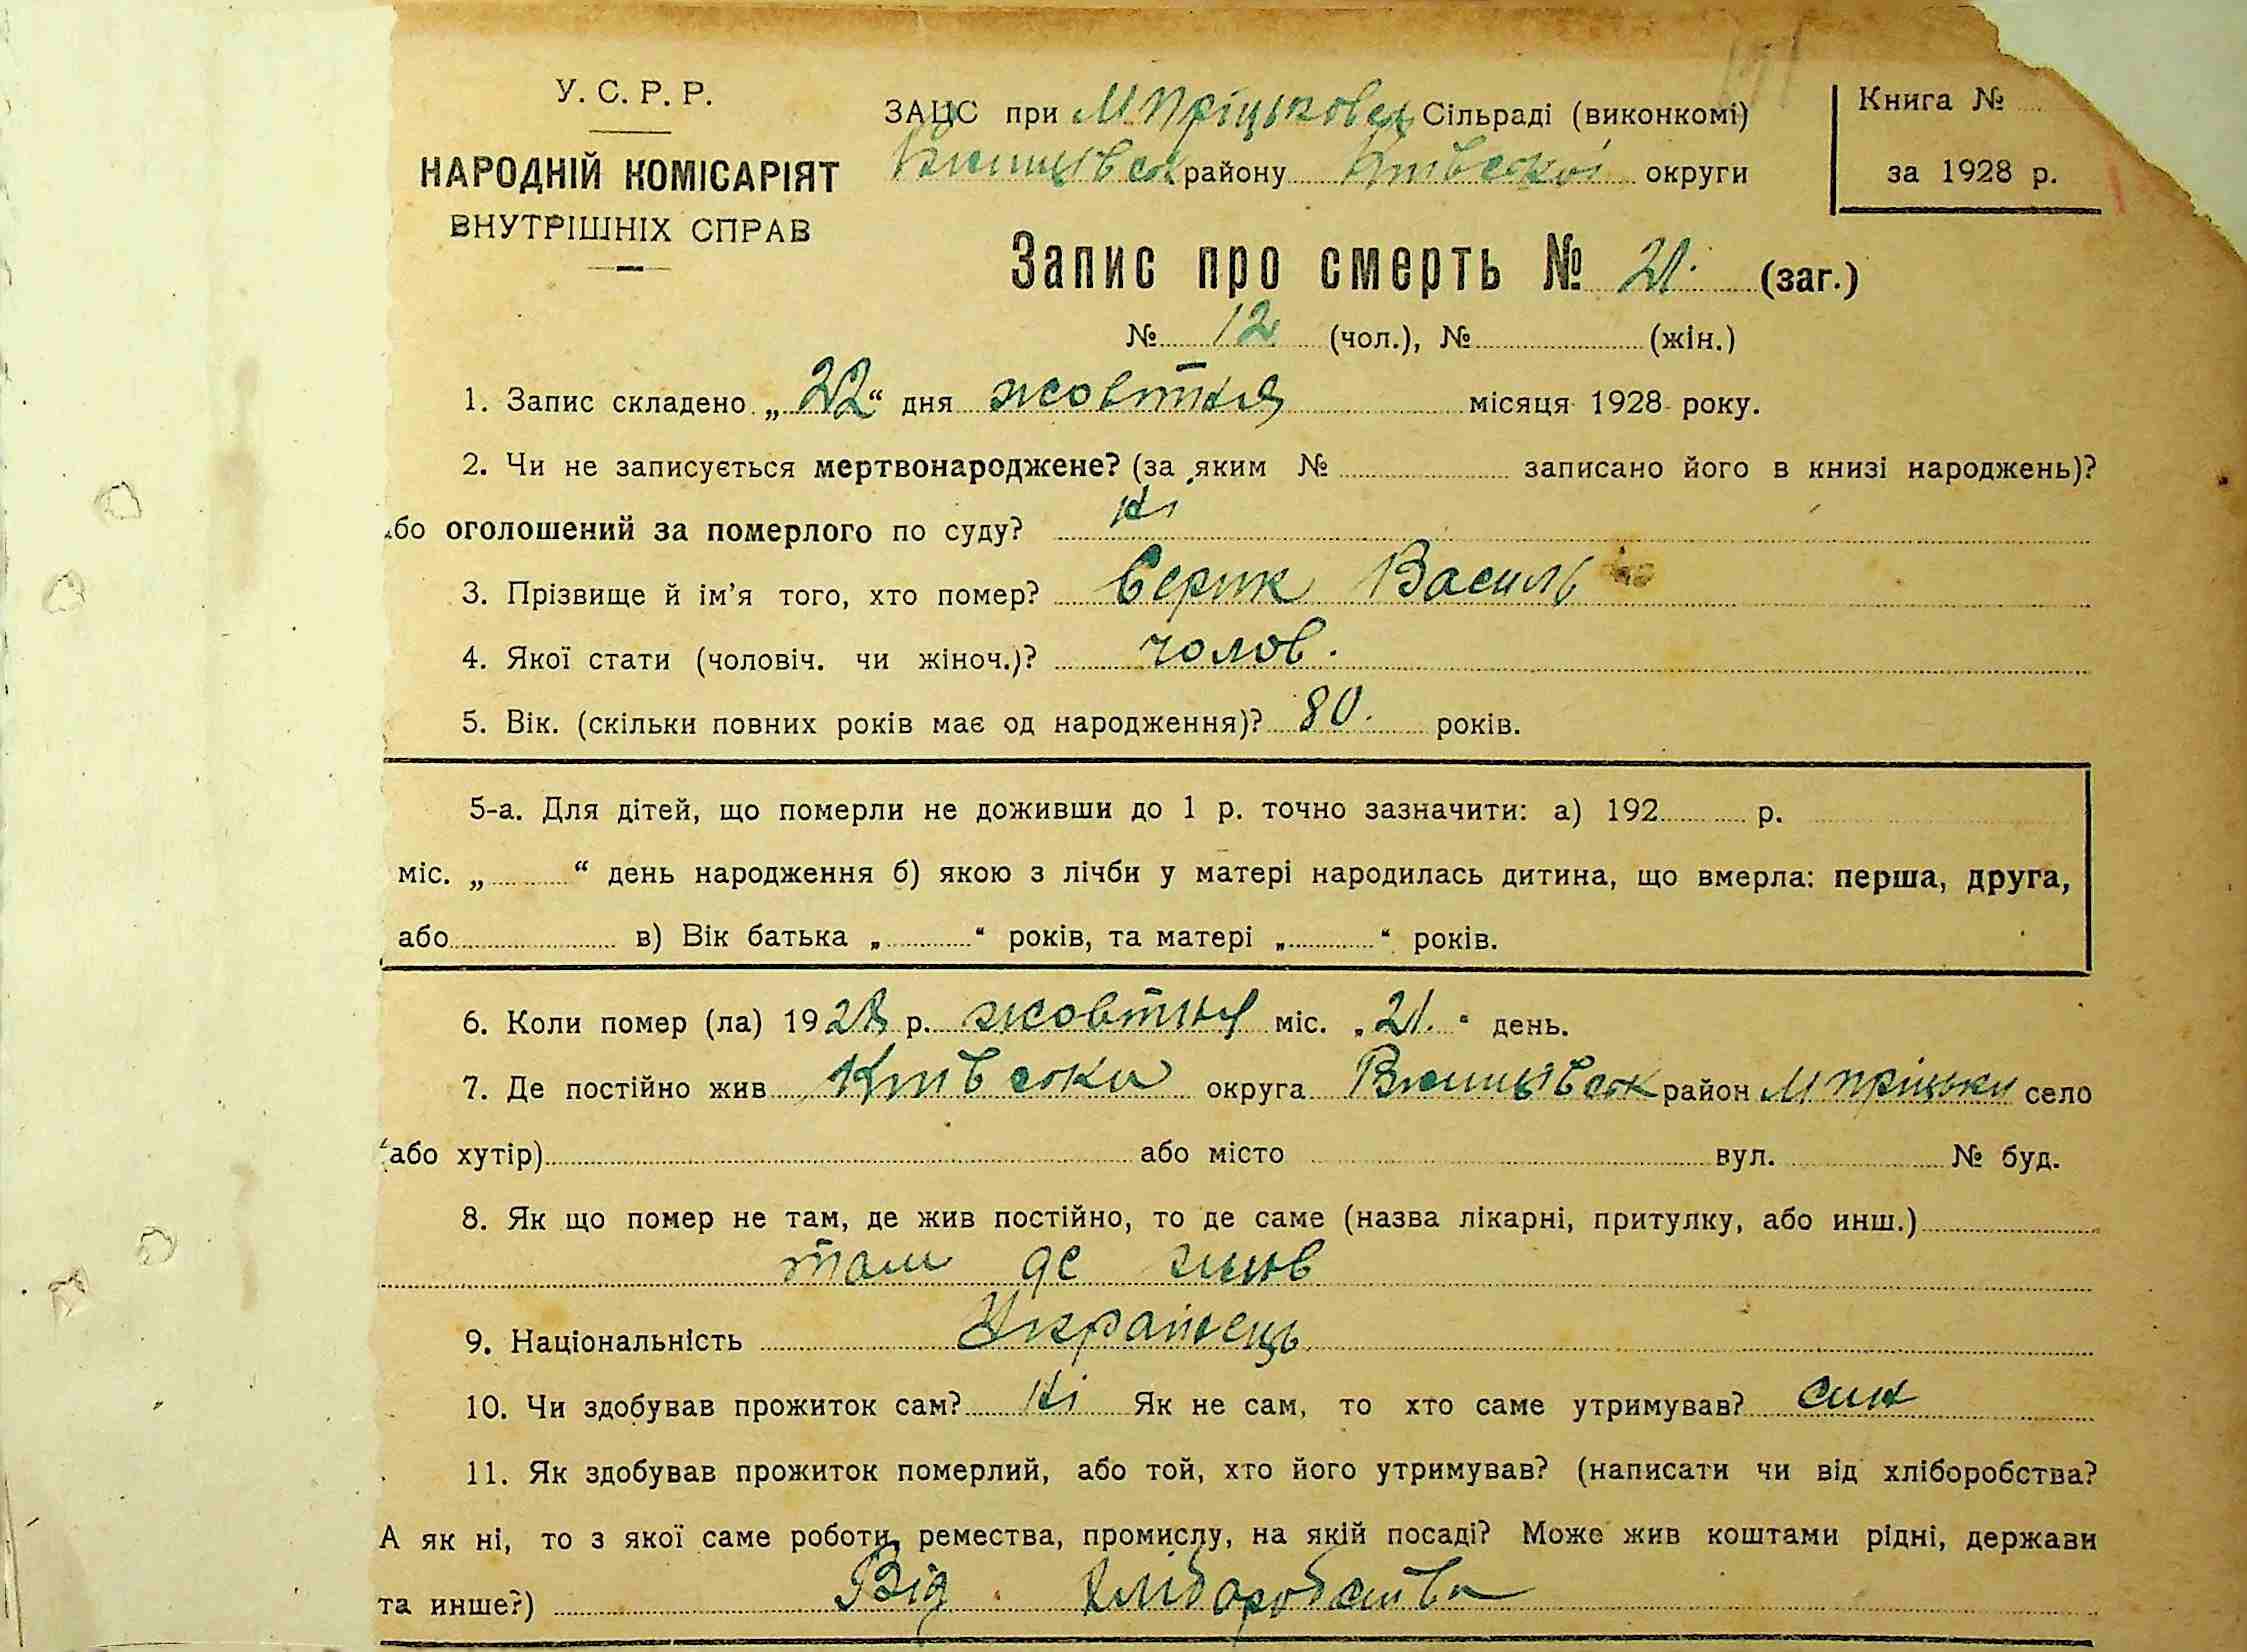 У. С. Р. Р.
НАРОДНІЙ КОМІСАРІЯТ
ВНУТРІШНІХ СПРАВ
ЗАЦС при М Пріцьковск Сільраді (виконкомі)
району Київської округи
Книга №
за 1928 р.
Запис про смерть № 21. (заг.)
№ 12 (чол.), № (жін.)
1. Запис складено „22“ дня жовтня місяця 1928 року.
2. Чи не записується мертвонароджене? (за яким № записано його в книзі народжень)?
бо оголошений за померлого по суду? Ні
3. Прізвище й ім’я того, хто помер? Серик Василь
4. Якої стати (чоловіч. чи жіноч.)? чолов.
5. Вік. (скільки повних років має од народження)? 80. років.
5-а. Для дітей, що померли не доживши до 1 р. точно зазначити: а) 192 р.
міс. „ “ день народження б) якою з лічби у матері народилась дитина, що вмерла: перша, друга,
або в) Вік батька „ “ років, та матері „ “ років.
6. Коли помер (ла) 1928 р. жовтня міс. „21.“ день.
7. Де постійно жив Київська округа район М Пріцьки село
або хутір) або місто вул. № буд.
8. Як що помер не там, де жив постійно, то де саме (назва лікарні, притулку, або инш.)
там де жив
9. Національність Українець
10. Чи здобував прожиток сам? Ні Як не сам, то хто саме утримував? син
11. Як здобував прожиток померлий, або той, хто його утримував? (написати чи від хліборобства?
А як ні, то з якої саме роботи, ремества, промислу, на якій посаді? Може жив коштами рідні, держави
та инше?) Від хліборобства